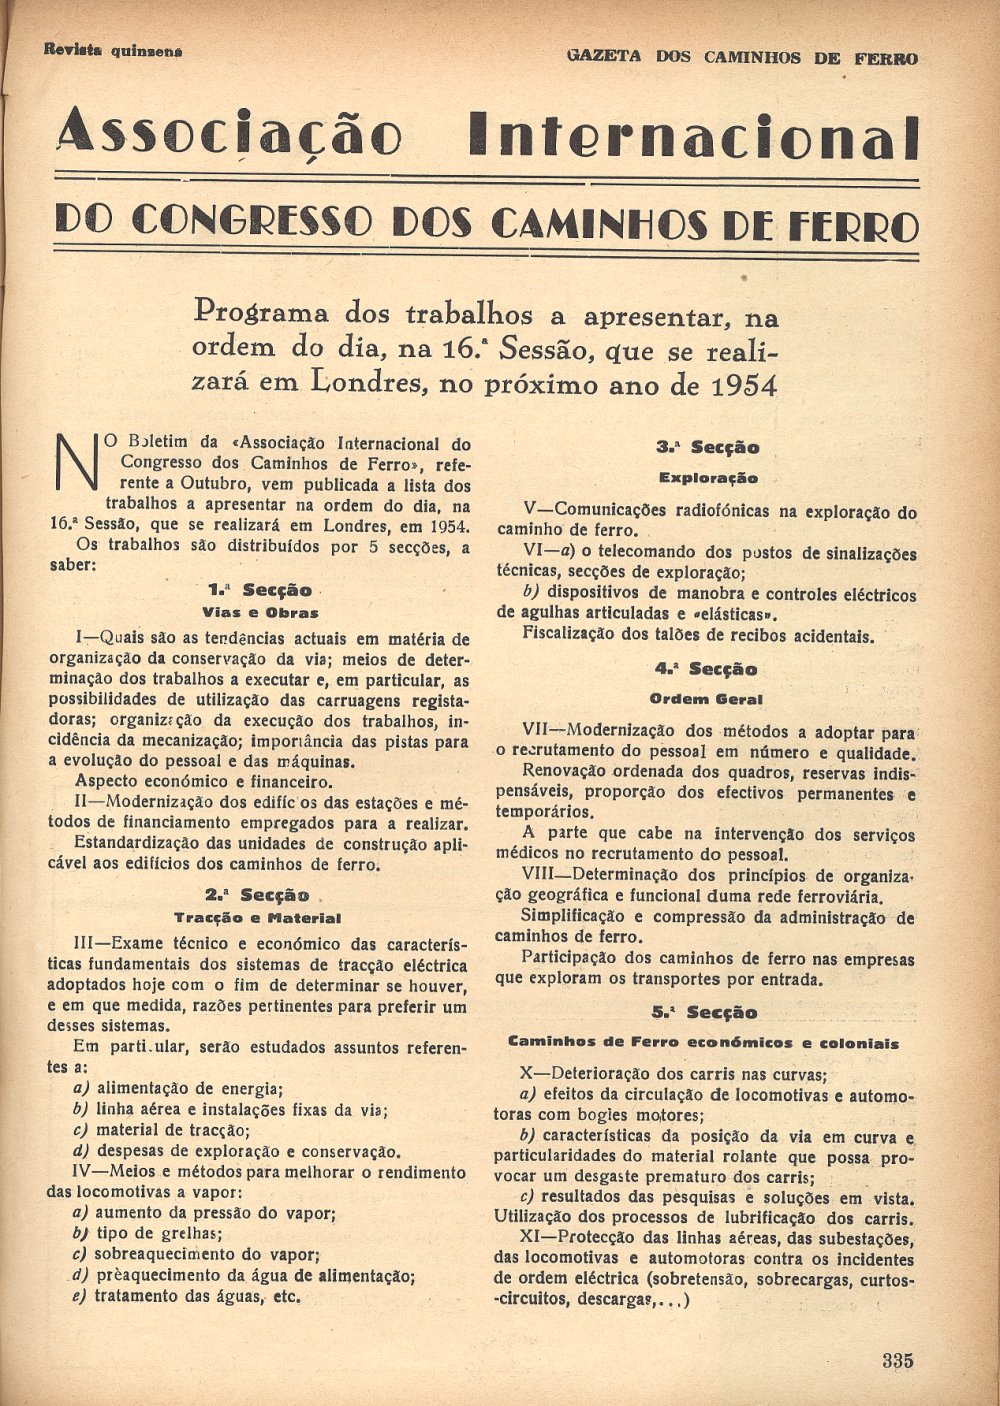 Revista quinzena
GAZETA DOS CAMINHOS DE FERRO
Associação Internacional
DO CONGRESSO DOS CAMINHOS DE FERRO
Programa dos trabalhos a apresentar, na
ordem do dia, na 16.ª Sessão, que se reali-
zará em Londres, no próximo ano de 1954
NO Boletim da «Associação Internacional do
Congresso dos Caminhos de Ferro», refe-
rente a Outubro, vem publicada a lista dos
trabalhos a apresentar na ordem do dia, na
16.ª Sessão, que se realizará em Londres, em 1954.
Os trabalhos são distribuídos por 5 secções, a
saber:
1.ª Secção
Vias e Obras
I—Quais são as tendências actuais em matéria de
organização da conservação da via; meios de deter-
minação dos trabalhos a executar e, em particular, as
possibilidades de utilização das carruagens regista-
doras; organização da execução dos trabalhos, in-
cidência da mecanização; importância das pistas para
a evolução do pessoal e das máquinas.
Aspecto económico e financeiro.
II—Modernização dos edifícios das estações e mé-
todos de financiamento empregados para a realizar.
Estandardização das unidades de construção apli-
cável aos edifícios dos caminhos de ferro.
2.ª Secção
Tracção e Material
III—Exame técnico e económico das caracterís-
ticas fundamentais dos sistemas de tracção eléctrica
adoptados hoje com o fim de determinar se houver,
e em que medida, razões pertinentes para preferir um
desses sistemas.
Em particular, serão estudados assuntos referen-
tes a:
a) alimentação de energia;
b) linha aérea e instalações fixas da via;
c) material de tracção;
d) despesas de exploração e conservação.
IV—Meios e métodos para melhorar o rendimento
das locomotivas a vapor:
a) aumento da pressão do vapor;
b) tipo de grelhas;
c) sobreaquecimento do vapor;
d) prèaquecimento da água de alimentação;
e) tratamento das águas, etc.
3.ª Secção
Exploração
V—Comunicações radiofónicas na exploração do
caminho de ferro.
VI—a) o telecomando dos postos de sinalizações
técnicas, secções de exploração;
b) dispositivos de manobra e controles eléctricos
de agulhas articuladas e «elásticas».
Fiscalização dos talões de recibos acidentais.
4.ª Secção
Ordem Geral
VII—Modernização dos métodos a adoptar para
o recrutamento do pessoal em número e qualidade.
Renovação ordenada dos quadros, reservas indis-
pensáveis, proporção dos efectivos permanentes e
temporários.
A parte que cabe na intervenção dos serviços
médicos no recrutamento do pessoal.
VIII—Determinação dos princípios de organiza-
ção geográfica e funcional duma rede ferroviária.
Simplificação e compressão da administração de
caminhos de ferro.
Participação dos caminhos de ferro nas empresas
que exploram os transportes por entrada.
5.ª Secção
Caminhos de Ferro económicos e coloniais
X—Deterioração dos carris nas curvas;
a) efeitos da circulação de locomotivas e automo-
toras com bogies motores;
b) características da posição da via em curva e
particularidades do material rolante que possa pro-
vocar um desgaste prematuro dos carris;
c) resultados das pesquisas e soluções em vista.
Utilização dos processos de lubrificação dos carris.
XI—Protecção das linhas aéreas, das subestações,
das locomotivas e automotoras contra os incidentes
de ordem eléctrica (sobretensão, sobrecargas, curtos-
-circuitos, descargas,...)
335